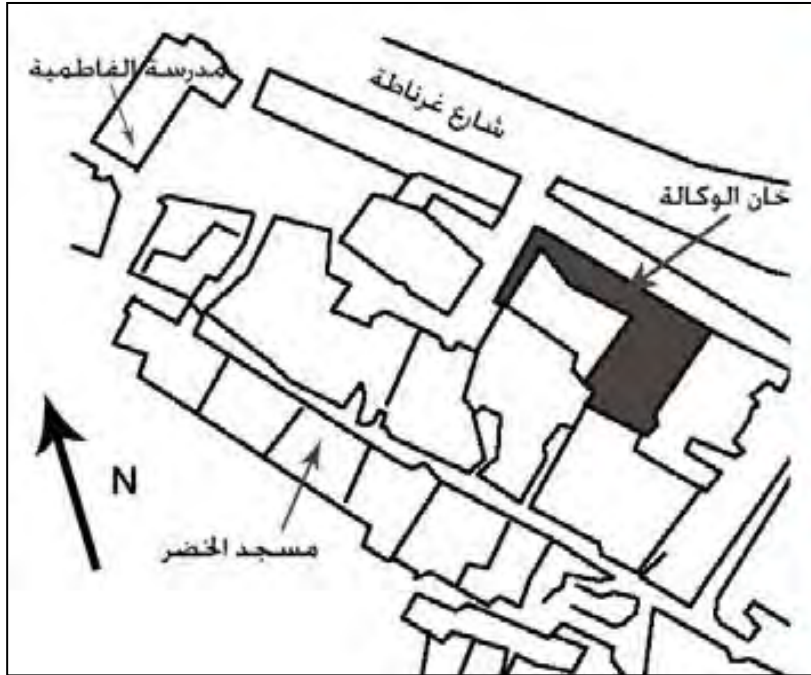 مدرسة الفاطمية
شارع غرناطة
خان الوكالة
N
مسجد الخضر